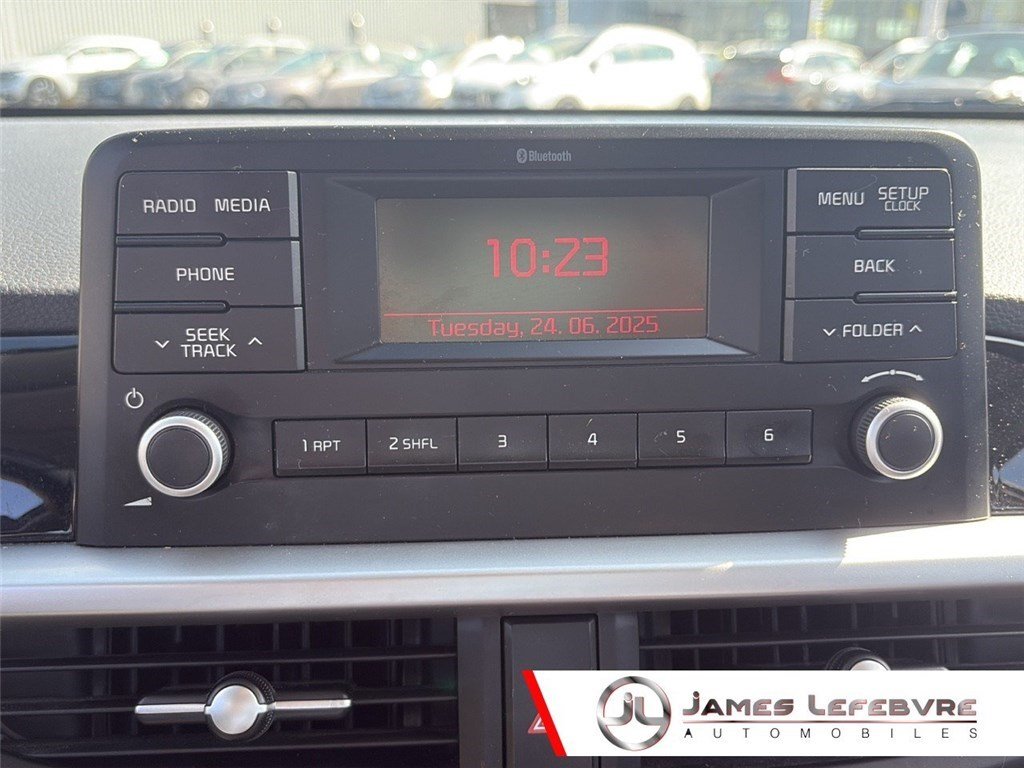 Bluetooth
RADIO MEDIA
MENU SETUP
CLOCK
10:23
PHONE
BACK
SEEK
TRACK
Tuesday, 24. 06. 2025
FOLDER
1 RPT
2 SHFL
3
4
5
6
JL
JAMES LEFEBVRE
AUTOMOBILES